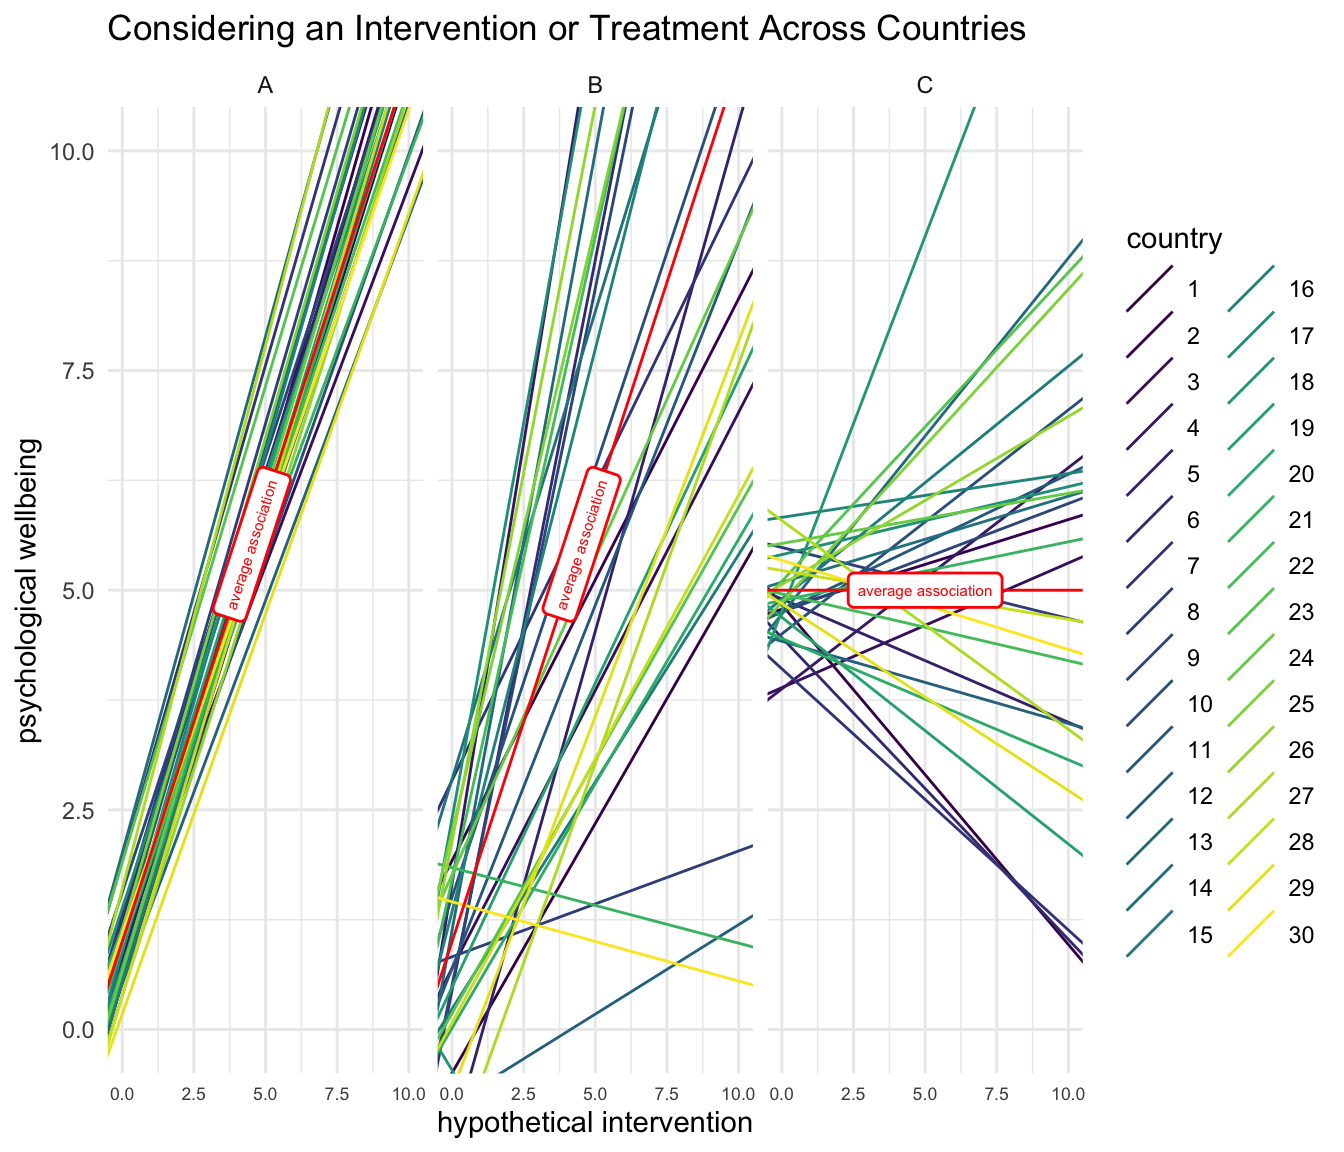 Considering an Intervention or Treatment Across Countries
A
B
C
psychological wellbeing
10.0
7.5
5.0
2.5
0.0
average association
average association
average association
0.0 2.5 5.0 7.5 10.0
0.0 2.5 5.0 7.5 10.0
0.0 2.5 5.0 7.5 10.0
hypothetical intervention
country
1
2
3
4
5
6
7
8
9
10
11
12
13
14
15
16
17
18
19
20
21
22
23
24
25
26
27
28
29
30